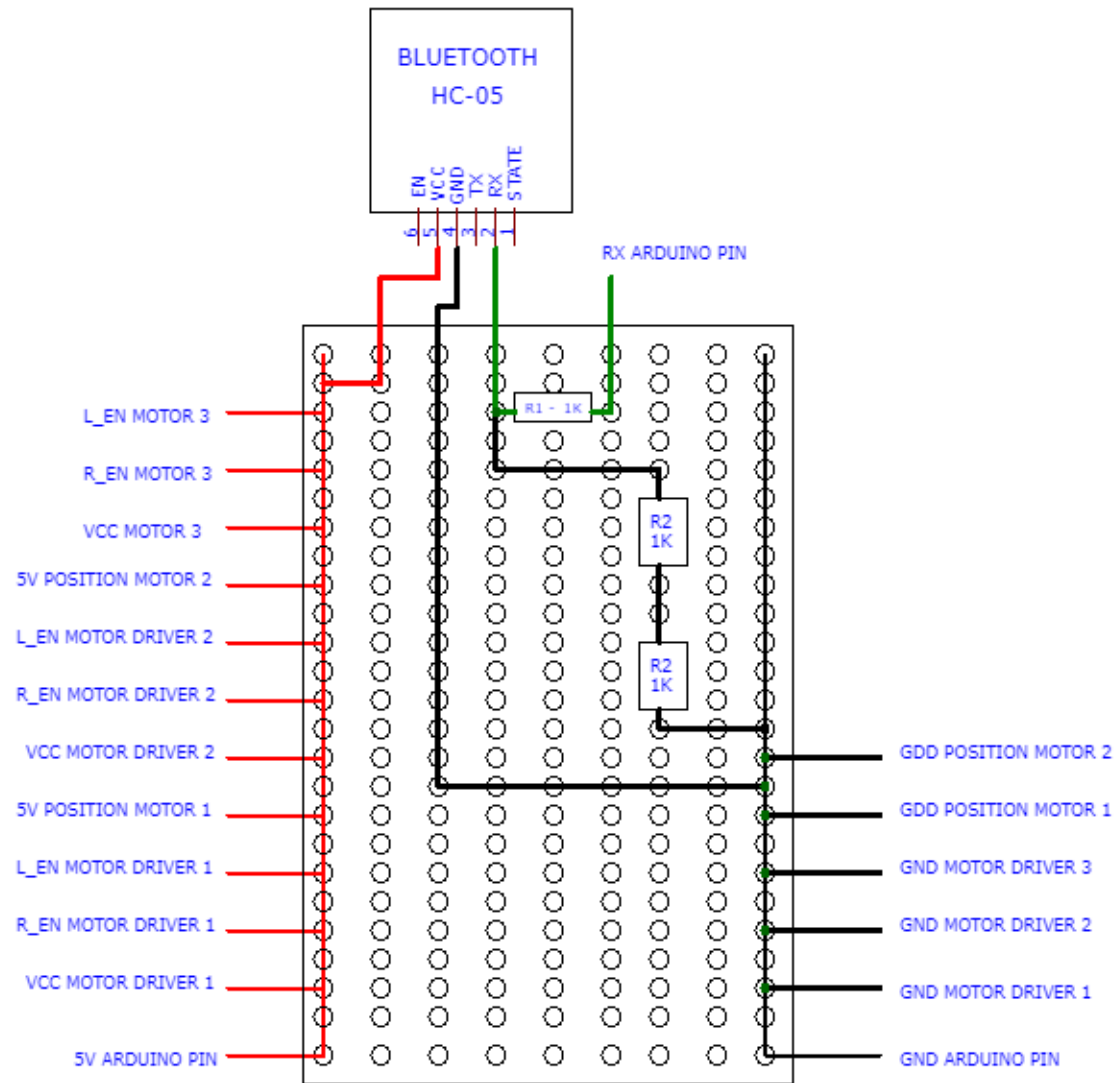 BLUETOOTH
HC-05
EN
VCC
GND
TX
RX
STATE
6
5
4
3
2
1
RX ARDUINO PIN
L_EN MOTOR 3
R1 - 1K
R_EN MOTOR 3
R2
1K
VCC MOTOR 3
5V POSITION MOTOR 2
L_EN MOTOR DRIVER 2
R2
1K
R_EN MOTOR DRIVER 2
VCC MOTOR DRIVER 2
GDD POSITION MOTOR 2
5V POSITION MOTOR 1
GDD POSITION MOTOR 1
L_EN MOTOR DRIVER 1
GND MOTOR DRIVER 3
R_EN MOTOR DRIVER 1
GND MOTOR DRIVER 2
VCC MOTOR DRIVER 1
GND MOTOR DRIVER 1
5V ARDUINO PIN
GND ARDUINO PIN